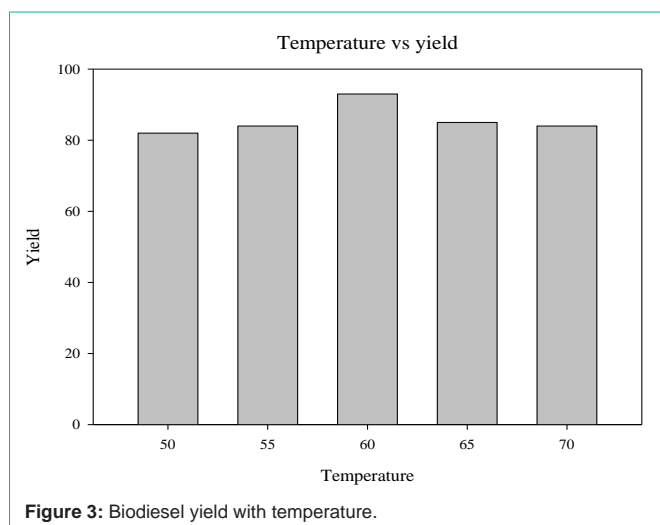 Temperature vs yield
100
80
60
40
20
0
Yield
50 55 60 65 70
Temperature
Figure 3: Biodiesel yield with temperature.